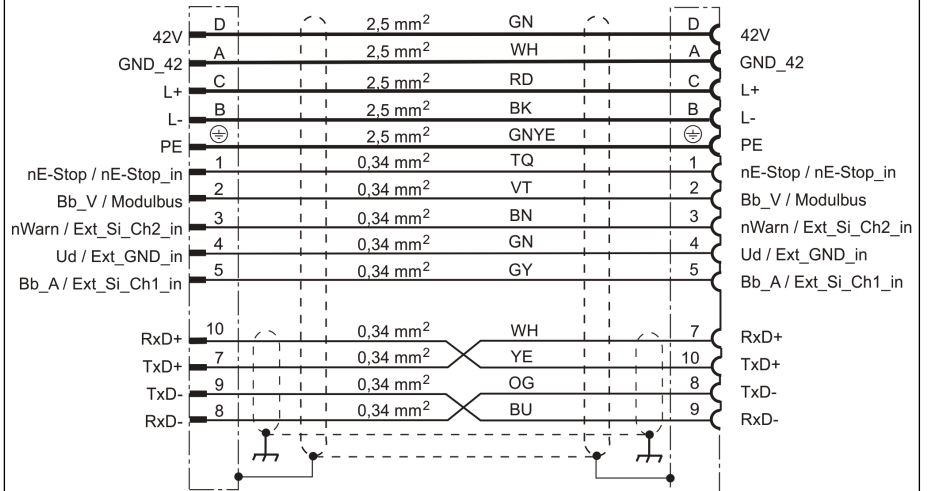 42V D 2,5 mm² GN D 42V
GND_42 A 2,5 mm² WH A GND_42
L+ C 2,5 mm² RD C L+
L- B 2,5 mm² BK B L-
PE 2,5 mm² GNYE PE
nE-Stop / nE-Stop_in 1 0,34 mm² TQ 1 nE-Stop / nE-Stop_in
Bb_V / Modulbus 2 0,34 mm² VT 2 Bb_V / Modulbus
nWarn / Ext_Si_Ch2_in 3 0,34 mm² BN 3 nWarn / Ext_Si_Ch2_in
Ud / Ext_GND_in 4 0,34 mm² GN 4 Ud / Ext_GND_in
Bb_A / Ext_Si_Ch1_in 5 0,34 mm² GY 5 Bb_A / Ext_Si_Ch1_in
RxD+ 10 0,34 mm² WH 7 RxD+
TxD+ 7 0,34 mm² YE 10 TxD+
TxD- 9 0,34 mm² OG 8 TxD-
RxD- 8 0,34 mm² BU 9 RxD-